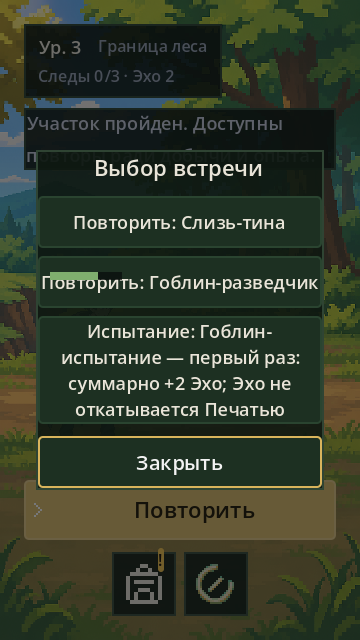 Ур. 3 Граница леса
Следы 0/3 · Эхо 2
Участок пройден. Доступны
Выбор встречи
Повторить: Слизь-тина
Повторить: Гоблин-разведчик
Испытание: Гоблин-
испытание — первый раз:
суммарно +2 Эхо; Эхо не
откатывается Печатью
Закрыть
Повторить